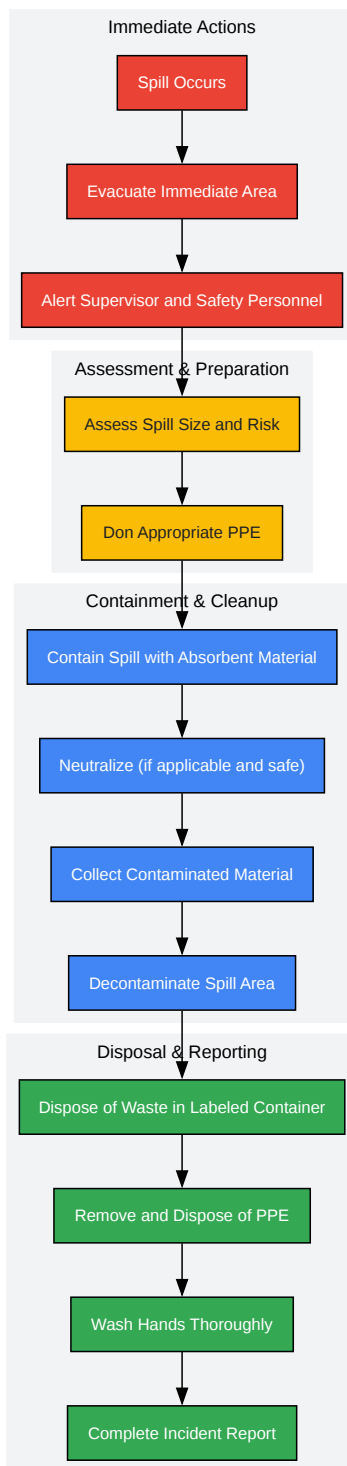 Immediate Actions
Spill Occurs
Evacuate Immediate Area
Alert Supervisor and Safety Personnel
Assessment & Preparation
Assess Spill Size and Risk
Don Appropriate PPE
Containment & Cleanup
Contain Spill with Absorbent Material
Neutralize (if applicable and safe)
Collect Contaminated Material
Decontaminate Spill Area
Disposal & Reporting
Dispose of Waste in Labeled Container
Remove and Dispose of PPE
Wash Hands Thoroughly
Complete Incident Report